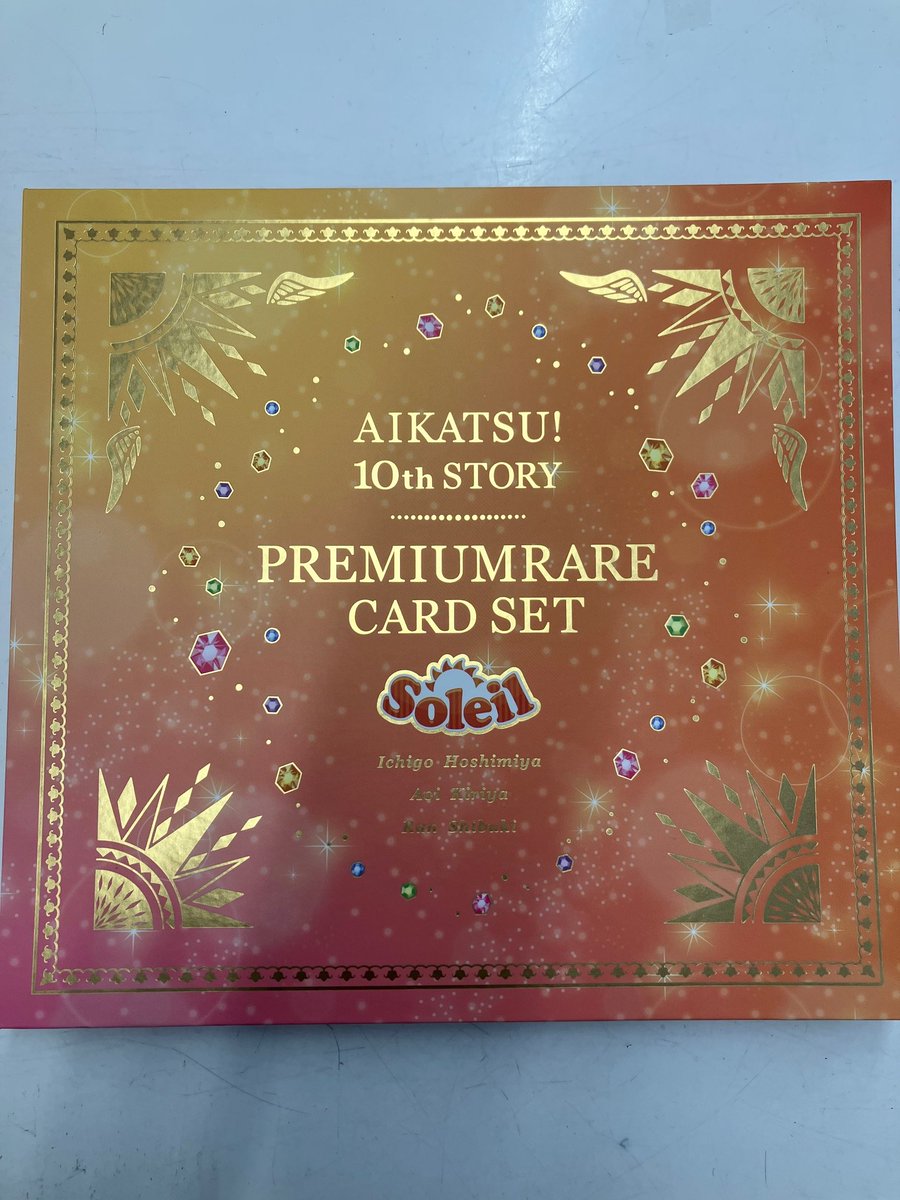 AIKATSU!
10th STORY
PREMIUMRARE
CARD SET
Soleil
Ichigo Hoshimiya
Aoi Kiriya
Ran Shibuki